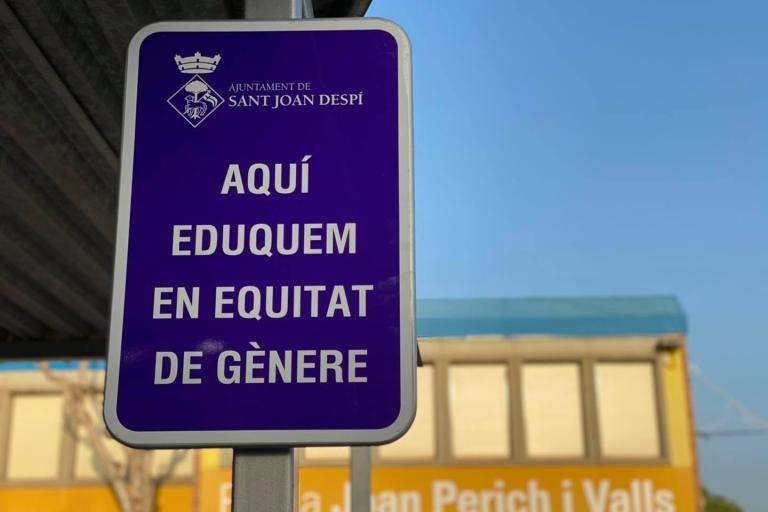 AJUNTAMENT DE
SANT JOAN DESPÍ
AQUÍ
EDUQUEM
EN EQUITAT
DE GÈNERE
Joan Perich i Valls